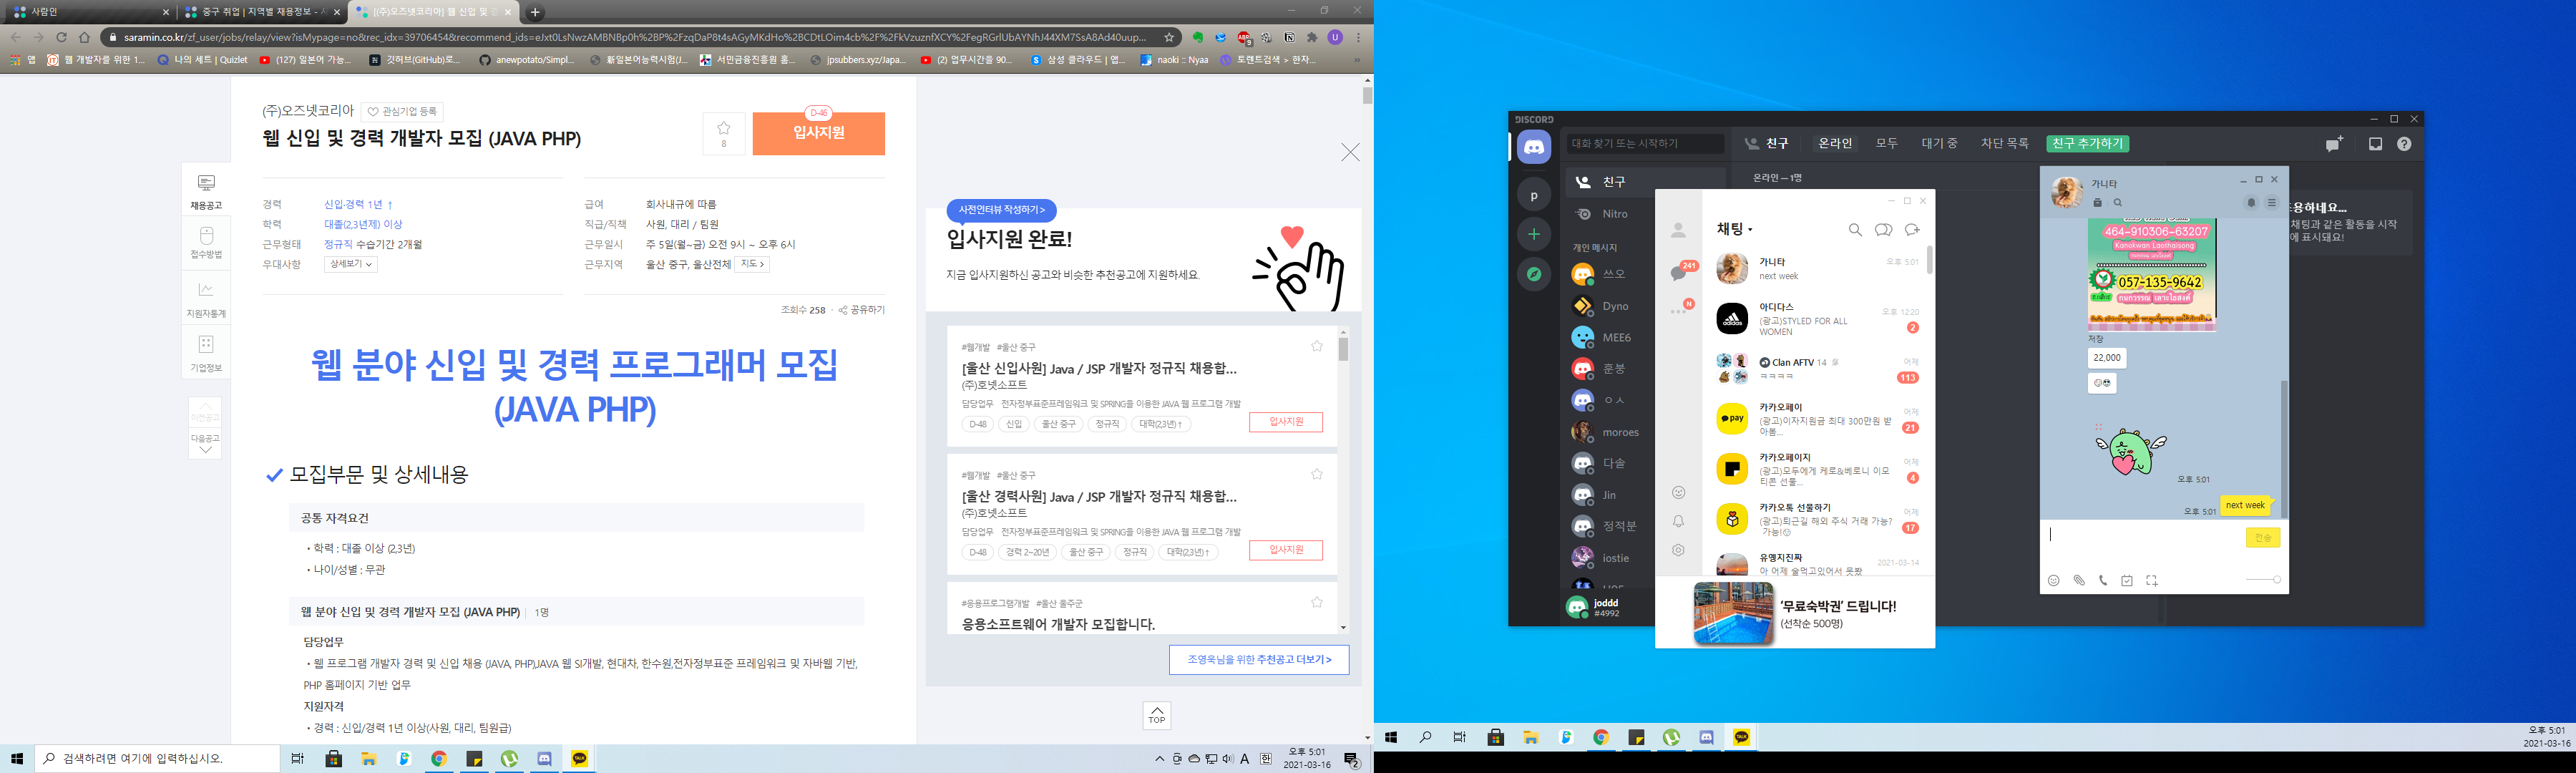 사람인
중구 취업 | 지역별 채용정보 - 사
[(주)오즈넷코리아] 웹 신입 및 경
saramin.co.kr/zf_user/jobs/relay/view?isMypage=no&rec_idx=39706454&recommend_ids=
앱
웹 개발자를 위한 1...
나의 세트 | Quizlet
(127) 일본어 가능...
깃허브(GitHub)로...
anewpotato/Simpl...
新일본어능력시험(J...
서민금융진흥원 홈...
jpsubbers.xyz/Japa...
(2) 업무시간을 90...
삼성 클라우드 | 앱...
naoki :: Nyaa
토렌트검색 > 한자...
채용공고
접수방법
지원자통계
기업정보
이전공고
다음공고
(주)오즈넷코리아 관심기업 등록
웹 신입 및 경력 개발자 모집 (JAVA PHP)
8
D-46
입사지원
경력 신입·경력 1년 ↑
학력 대졸(2,3년제) 이상
근무형태 정규직 수습기간 2개월
우대사항 상세보기
급여 회사내규에 따름
직급/직책 사원, 대리 / 팀원
근무일시 주 5일(월~금) 오전 9시 ~ 오후 6시
근무지역 울산 중구, 울산전체 지도 >
조회수 258 · 공유하기
웹 분야 신입 및 경력 프로그래머 모집
(JAVA PHP)
모집부문 및 상세내용
공통 자격요건
• 학력 : 대졸 이상 (2,3년)
• 나이/성별 : 무관
웹 분야 신입 및 경력 개발자 모집 (JAVA PHP) | 1명
담당업무
• 웹 프로그램 개발자 경력 및 신입 채용 (JAVA, PHP)JAVA 웹 SI개발, 현대차, 한수원,전자정부표준 프레임워크 및 자바웹 기반,
PHP 홈페이지 기반 업무
지원자격
• 경력 : 신입/경력 1년 이상(사원, 대리, 팀원급)
사전인터뷰 작성하기 >
입사지원 완료!
지금 입사지원하신 공고와 비슷한 추천공고에 지원하세요.
#웹개발 #울산 중구
[울산 신입사원] Java / JSP 개발자 정규직 채용합...
(주)호넷소프트
담당업무 전자정부표준프레임워크 및 SPRING을 이용한 JAVA 웹 프로그램 개발
D-48 신입 울산 중구 정규직 대학(2,3년)↑
입사지원
#웹개발 #울산 중구
[울산 경력사원] Java / JSP 개발자 정규직 채용합...
(주)호넷소프트
담당업무 전자정부표준프레임워크 및 SPRING을 이용한 JAVA 웹 프로그램 개발
D-48 경력 2~20년 울산 중구 정규직 대학(2,3년)↑
입사지원
#응용프로그램개발 #울산 울주군
응용소프트웨어 개발자 모집합니다.
조영욱님을 위한 추천공고 더보기 >
TOP
검색하려면 여기에 입력하십시오.
A
한
오후 5:01
2021-03-16
2
DISCORD
대화 찾기 또는 시작하기
친구
온라인
모두
대기 중
차단 목록
친구 추가하기
p
친구
Nitro
개인 메시지
쓰오
Dyno
MEE6
훈봉
ㅇㅅ
moroes
다솔
Jin
정적분
iostie
joddd
#4992
온라인 — 1명
채팅
241
N
가니타 오후 5:01
next week
아디다스 오후 12:20
(광고)STYLED FOR ALL
WOMEN
2
Clan AFTV 14 어제
ㅋㅋㅋㅋ 113
카카오페이 어제
(광고)이자지원금 최대 300만원 받
아봄... 21
pay
카카오페이지 어제
(광고)모두에게 케로&베로니 이모
티콘 선물... 4
카카오톡 선물하기 어제
(광고)퇴근길 해외 주식 거래 가능?
가능! 17
유엥지진짜 2021-03-14
아 어제 술먹고있어서 못봤
'무료숙박권' 드립니다!
(선착순 500명)
가니타
464-910306-63207
Kanokwan Laothaisong
057-135-9642
กนกวรรณ เลาะไธสงค์
저장
22,000
오후 5:01
오후 5:01 next week
전송
용하네요...
채팅과 같은 활동을 시작
에 표시돼요!
오후 5:01
2021-03-16